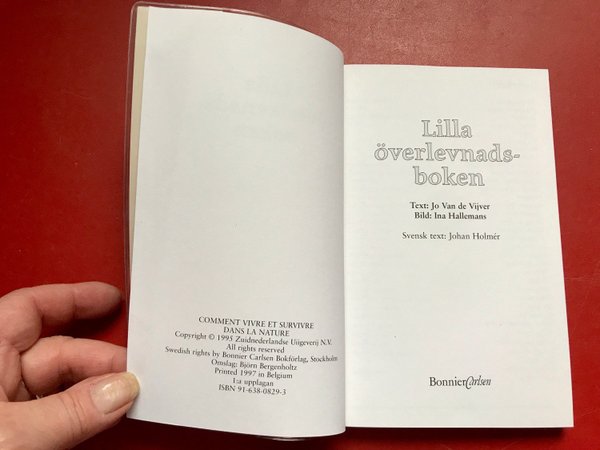 COMMENT VIVRE ET SURVIVRE
DANS LA NATURE
Copyright © 1995 Zuidnederlandse Uigeverij N.V.
All rights reserved
Swedish rights by Bonnier Carlsen Bokförlag, Stockholm
Omslag: Björn Bergenholtz
Printed 1997 in Belgium
1:a upplagan
ISBN 91-638-0829-3
Lilla
överlevnads-
boken
Text: Jo Van de Vijver
Bild: Ina Hallemans
Svensk text: Johan Holmér
BonnierCarlsen